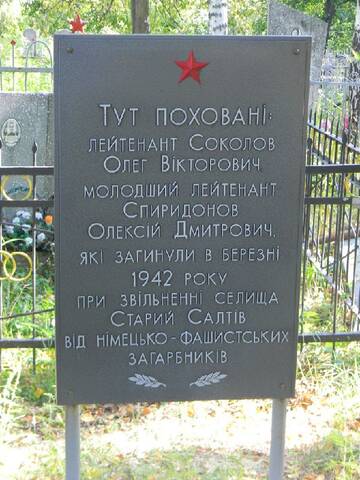 Тут поховані:
лейтенант Соколов
Олег Вікторович,
молодший лейтенант
Спиридонов
Олексій Дмитрович,
які загинули в березні
1942 року
при звільненні селища
Старий Салтів
від німецько-фашистських
загарбників